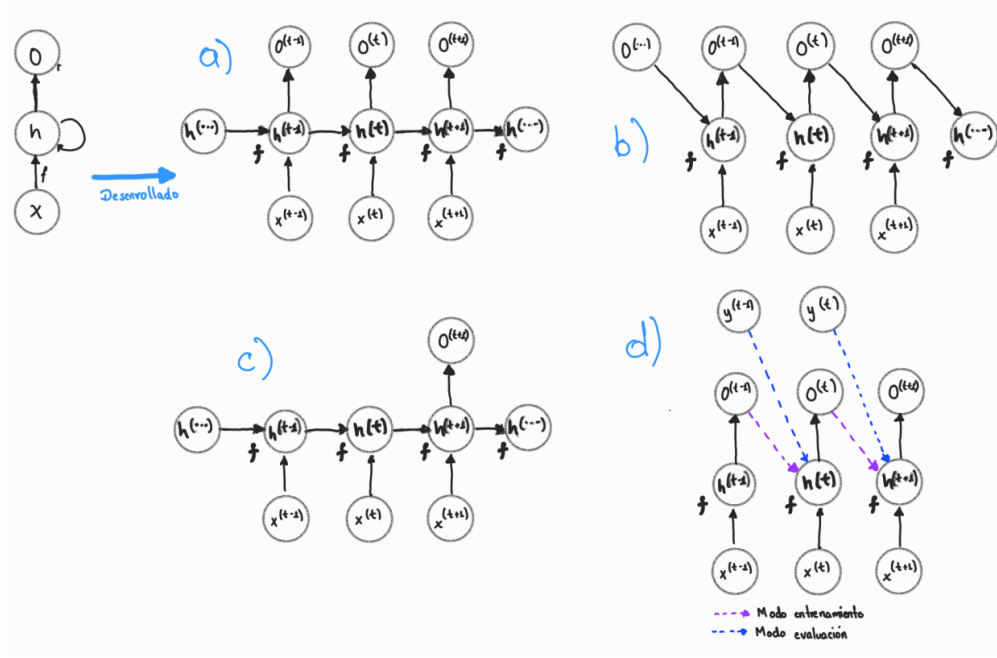 O
h
f
x
Desenrollado
a)
O(t-1) O(t) O(t+1)
h(...) h(t-1) h(t) h(t+1) h(...)
f f f f
x(t-1) x(t) x(t+1)
b)
O(...) O(t-1) O(t) O(t+1)
h(t-1) h(t) h(t+1) h(...)
f f f f
x(t-1) x(t) x(t+1)
c)
O(t+1)
h(...) h(t-1) h(t) h(t+1) h(...)
f f f f
x(t-1) x(t) x(t+1)
d)
y(t-1) y(t)
O(t-1) O(t) O(t+1)
h(t-1) h(t) h(t+1)
f f f
x(t-1) x(t) x(t+1)
Modo entrenamiento
Modo evaluación